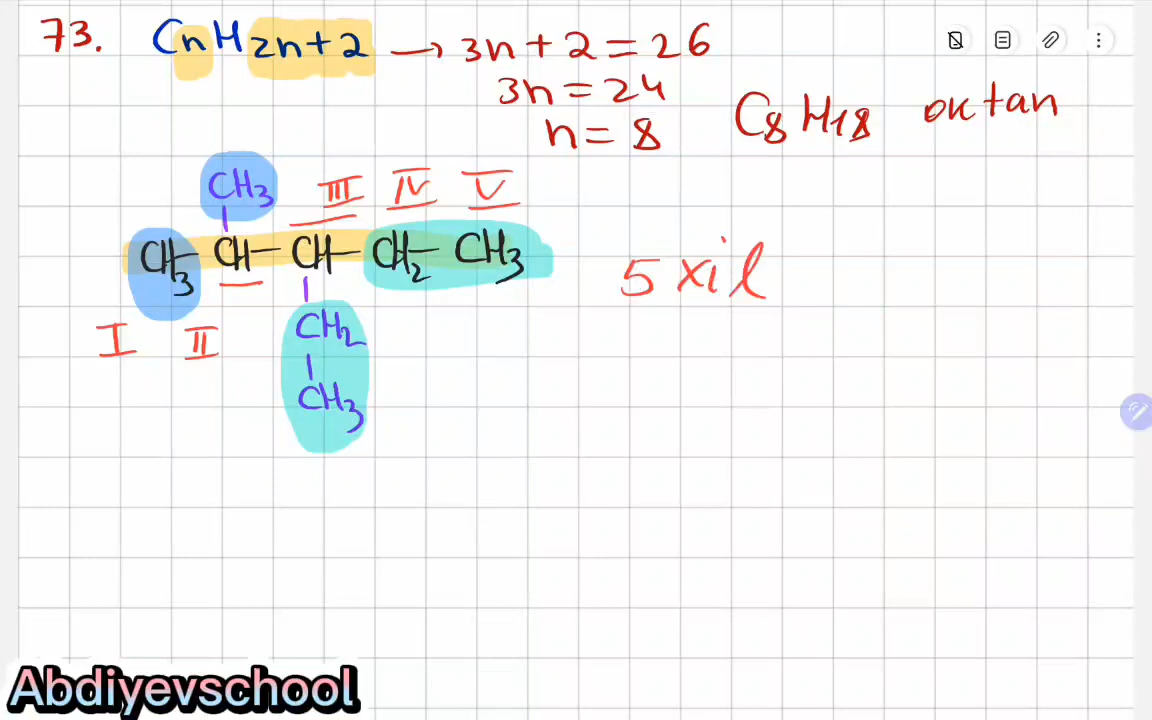 73. CnH2n+2 → 3n+2=26
3n=24
n=8
C8H18 oktan
CH3 III IV V
CH3-CH-CH-CH2-CH3
5 xil
I II
CH2
CH3
Abdiyevschool